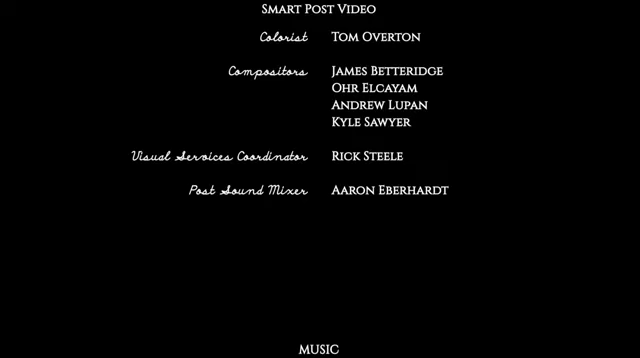 Smart Post Video
Colorist Tom Overton
Compositors James Betteridge
Ohr Elcayam
Andrew Lupan
Kyle Sawyer
Visual Services Coordinator Rick Steele
Post Sound Mixer Aaron Eberhardt
MUSIC